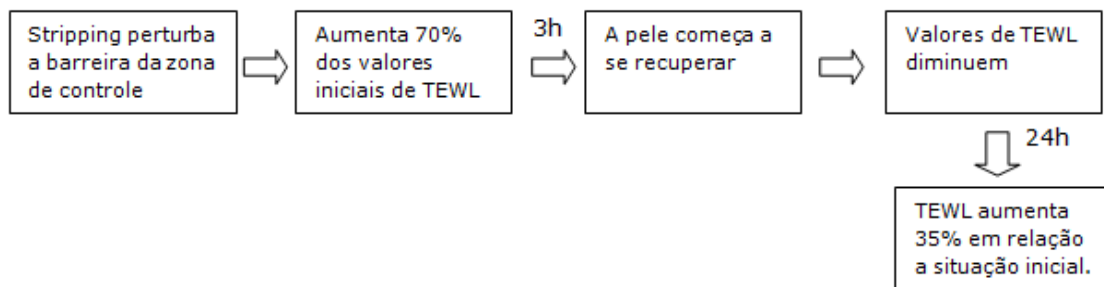 Stripping perturba
a barreira da zona
de controle
Aumenta 70%
dos valores
iniciais de TEWL
3h
A pele começa a
se recuperar
Valores de TEWL
diminuem
24h
TEWL aumenta
35% em relação
a situação inicial.